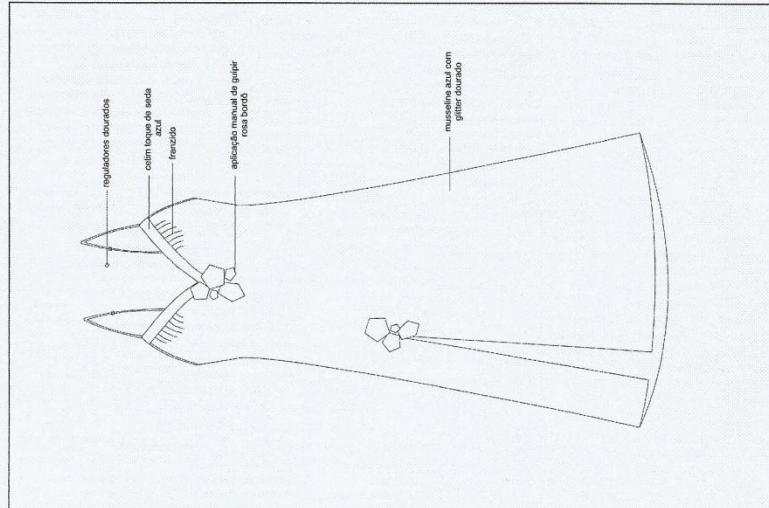 reguladores dourados
cetim toque de seda
azul
franzido
aplicação manual de guipir
rosa bordô
musseline azul com
glitter dourado